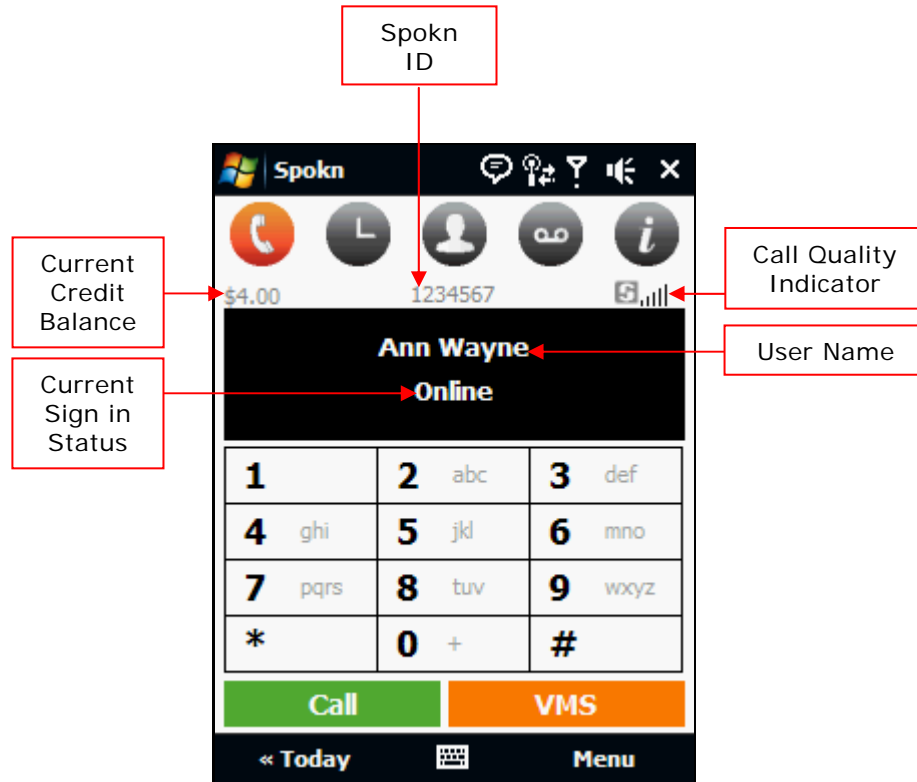 Spokn
ID
Spokn
Current
Credit
Balance
$4.00
1234567
Call Quality
Indicator
Ann Wayne
User Name
Current
Sign in
Status
Online
1
2 abc
3 def
4 ghi
5 jkl
6 mno
7 pqrs
8 tuv
9 wxyz
*
0 +
#
Call
VMS
« Today
Menu